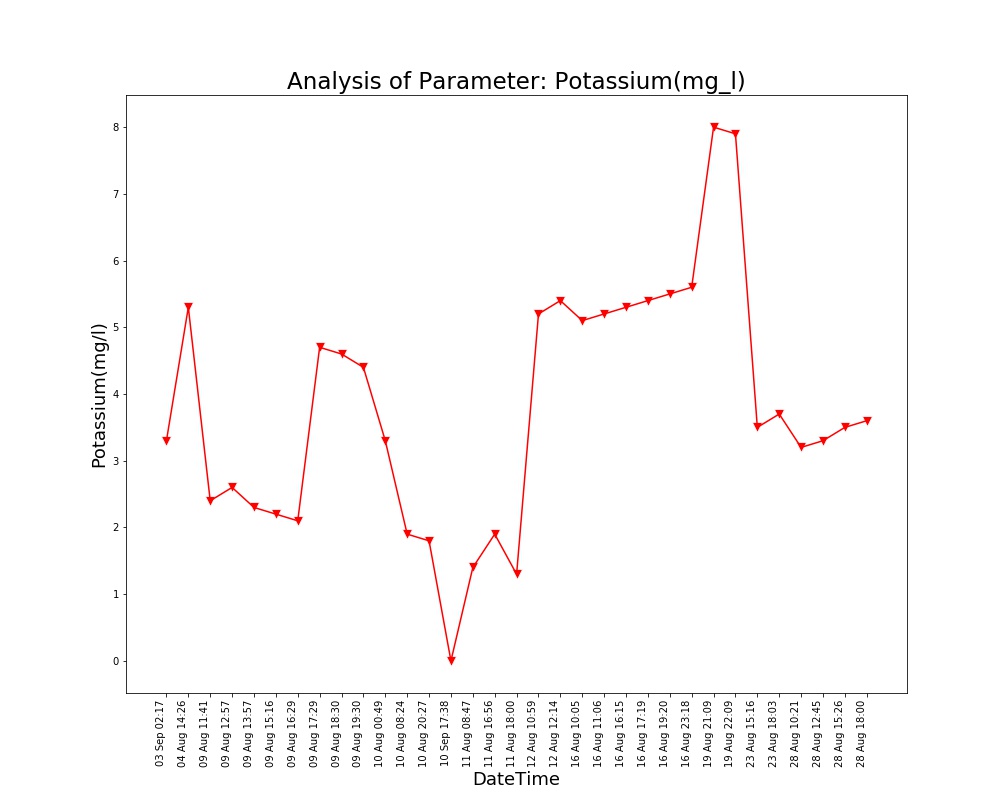 Analysis of Parameter: Potassium(mg_l)
Potassium(mg/l)
8
7
6
5
4
3
2
1
0
03 Sep 02:17
04 Aug 14:26
09 Aug 11:41
09 Aug 12:57
09 Aug 13:57
09 Aug 15:16
09 Aug 16:29
09 Aug 17:29
09 Aug 18:30
09 Aug 19:30
10 Aug 00:49
10 Aug 08:24
10 Aug 20:27
10 Sep 17:38
11 Aug 08:47
11 Aug 16:56
11 Aug 18:00
12 Aug 10:59
12 Aug 12:14
16 Aug 10:05
16 Aug 11:06
16 Aug 16:15
16 Aug 17:19
16 Aug 19:20
16 Aug 23:18
19 Aug 21:09
19 Aug 22:09
23 Aug 15:16
23 Aug 18:03
28 Aug 10:21
28 Aug 12:45
28 Aug 15:26
28 Aug 18:00
DateTime